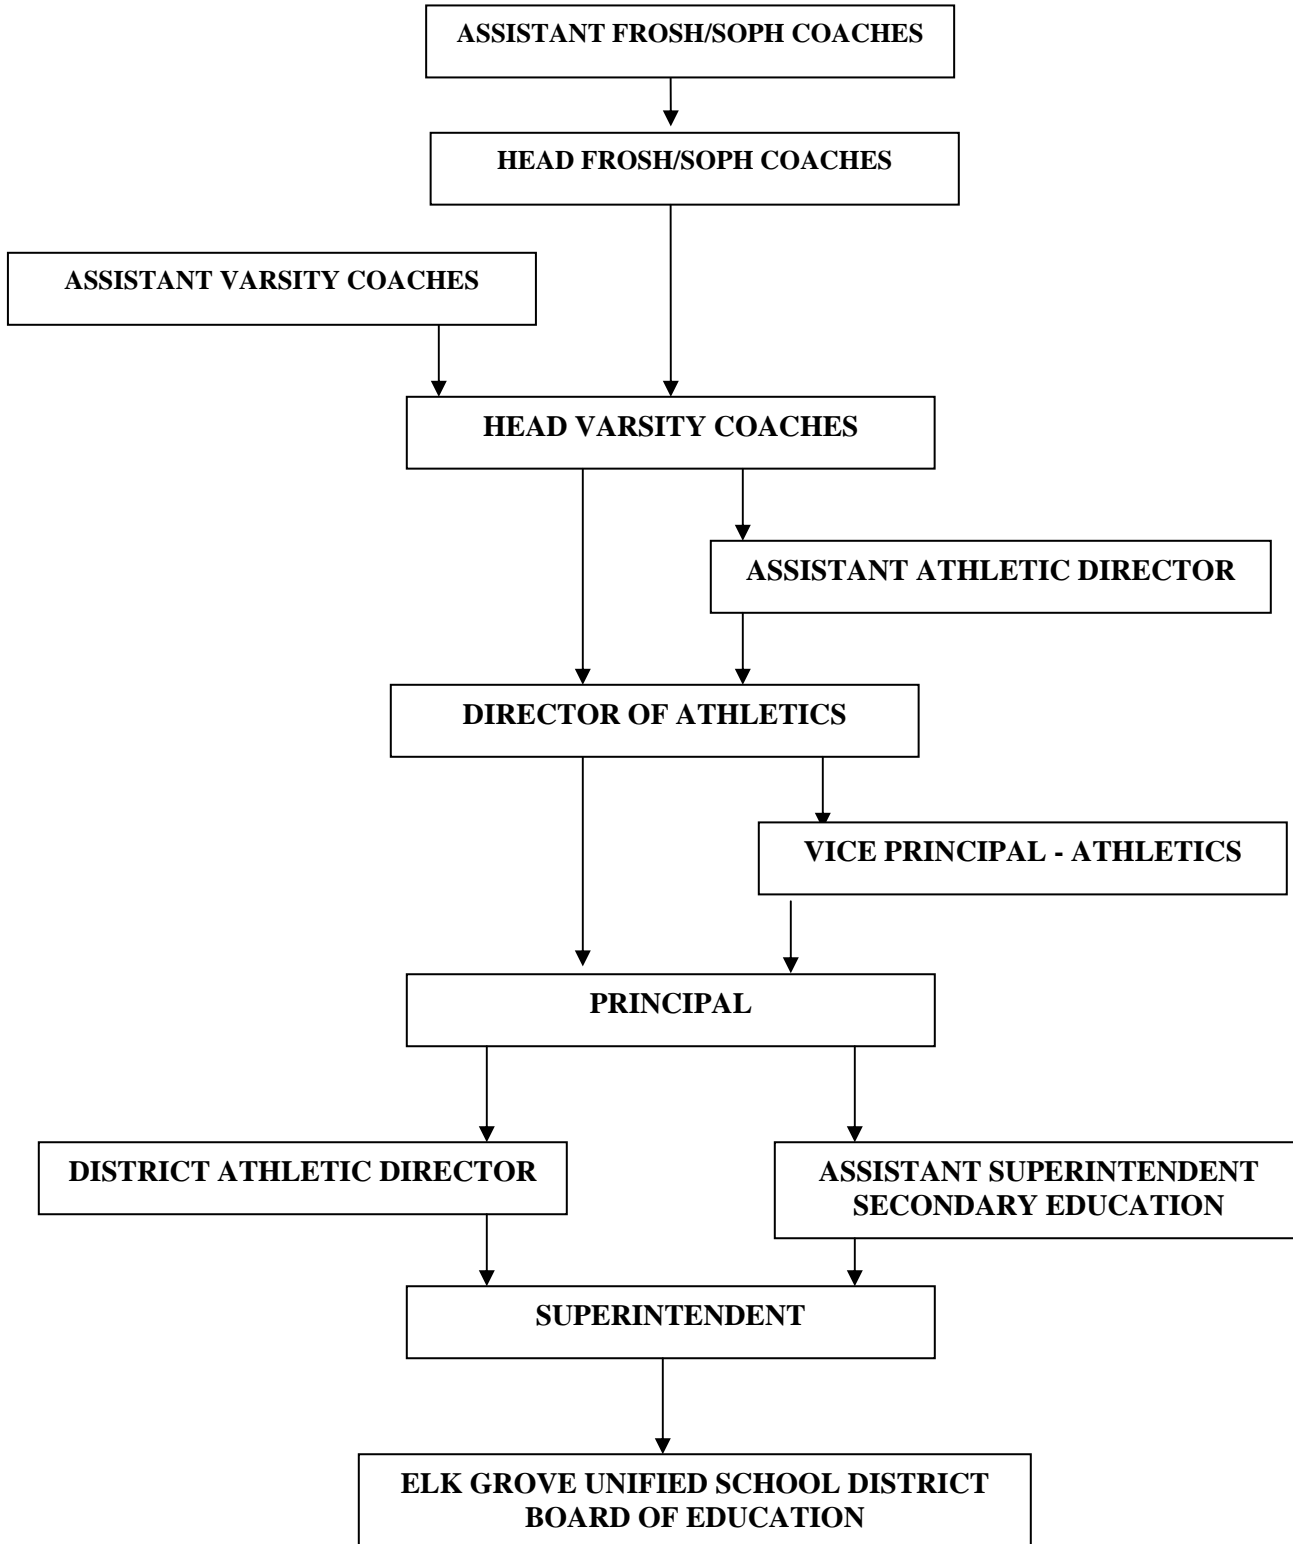 ASSISTANT FROSH/SOPH COACHES
HEAD FROSH/SOPH COACHES
ASSISTANT VARSITY COACHES
HEAD VARSITY COACHES
ASSISTANT ATHLETIC DIRECTOR
DIRECTOR OF ATHLETICS
VICE PRINCIPAL - ATHLETICS
PRINCIPAL
DISTRICT ATHLETIC DIRECTOR
ASSISTANT SUPERINTENDENT
SECONDARY EDUCATION
SUPERINTENDENT
ELK GROVE UNIFIED SCHOOL DISTRICT
BOARD OF EDUCATION